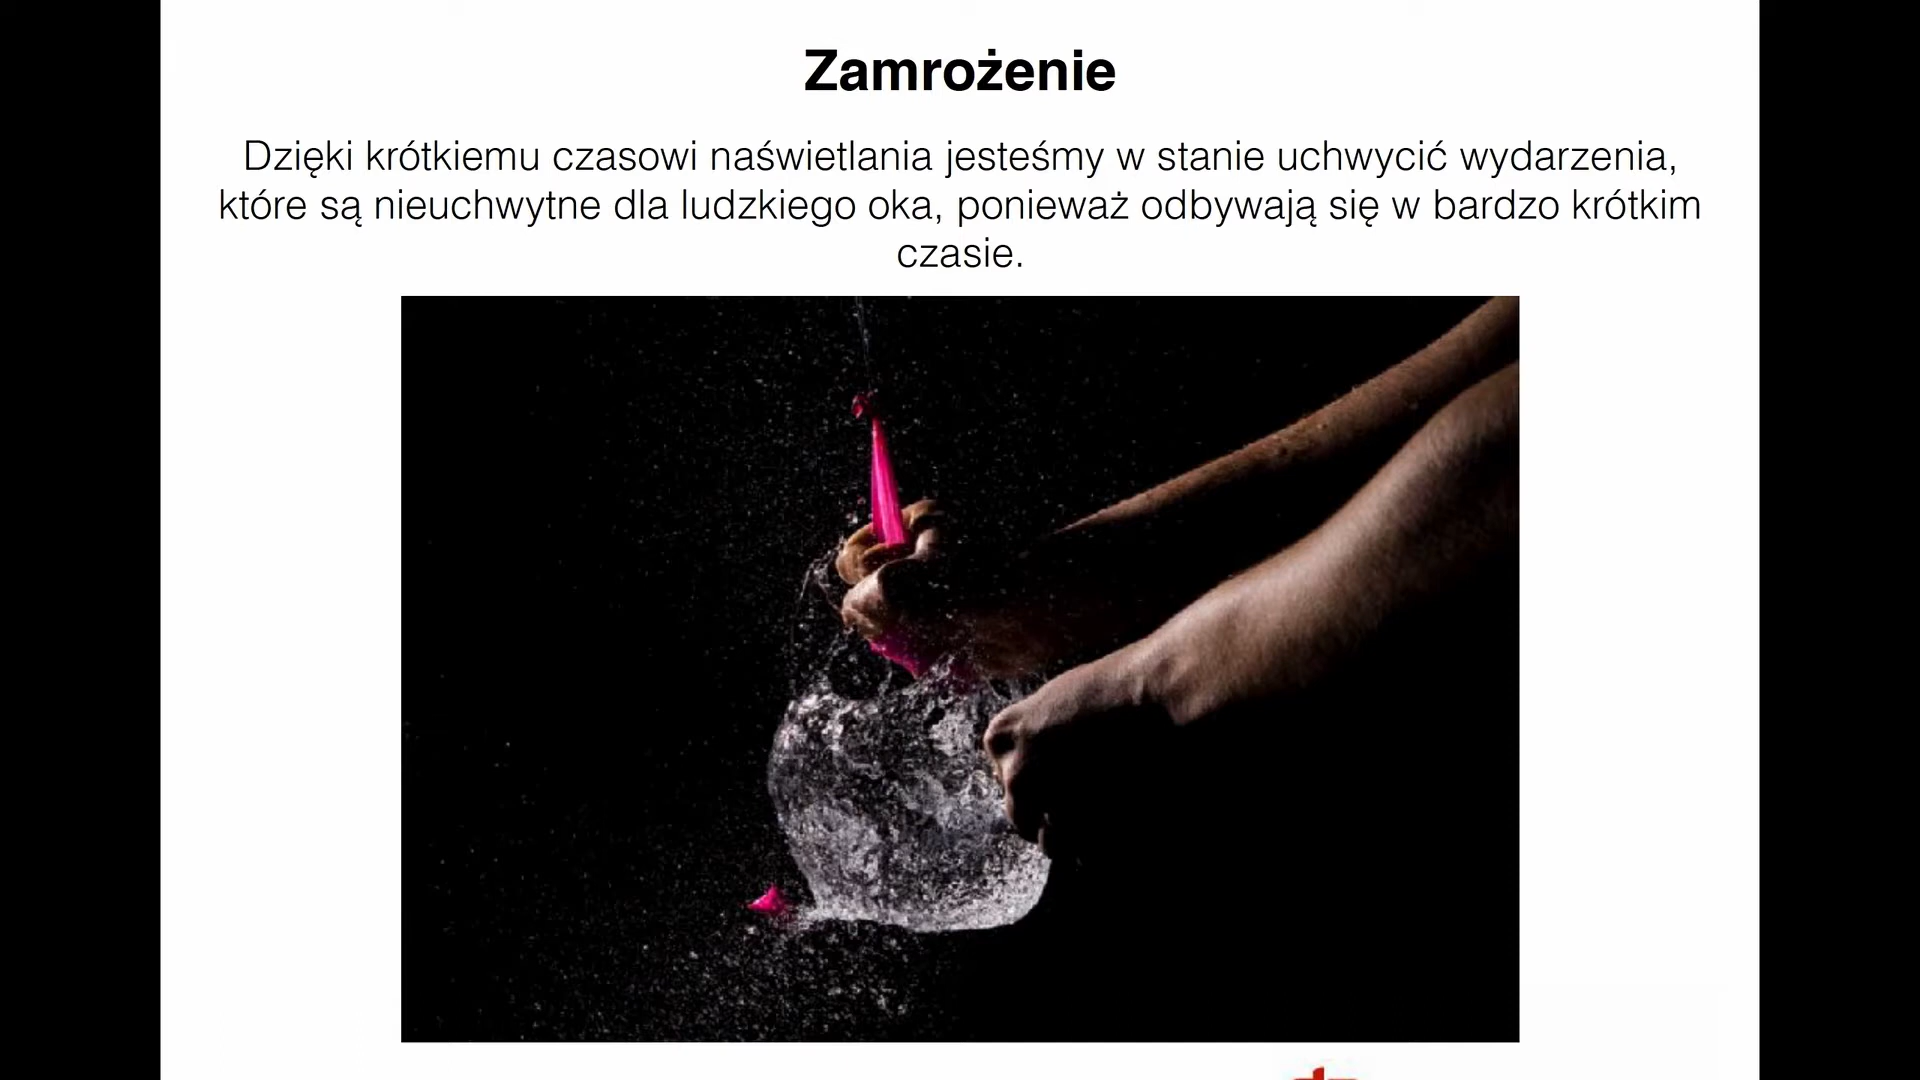 Zamrożenie
Dzięki krótkiemu czasowi naświetlania jesteśmy w stanie uchwycić wydarzenia,
które są nieuchwytne dla ludzkiego oka, ponieważ odbywają się w bardzo krótkim
czasie.